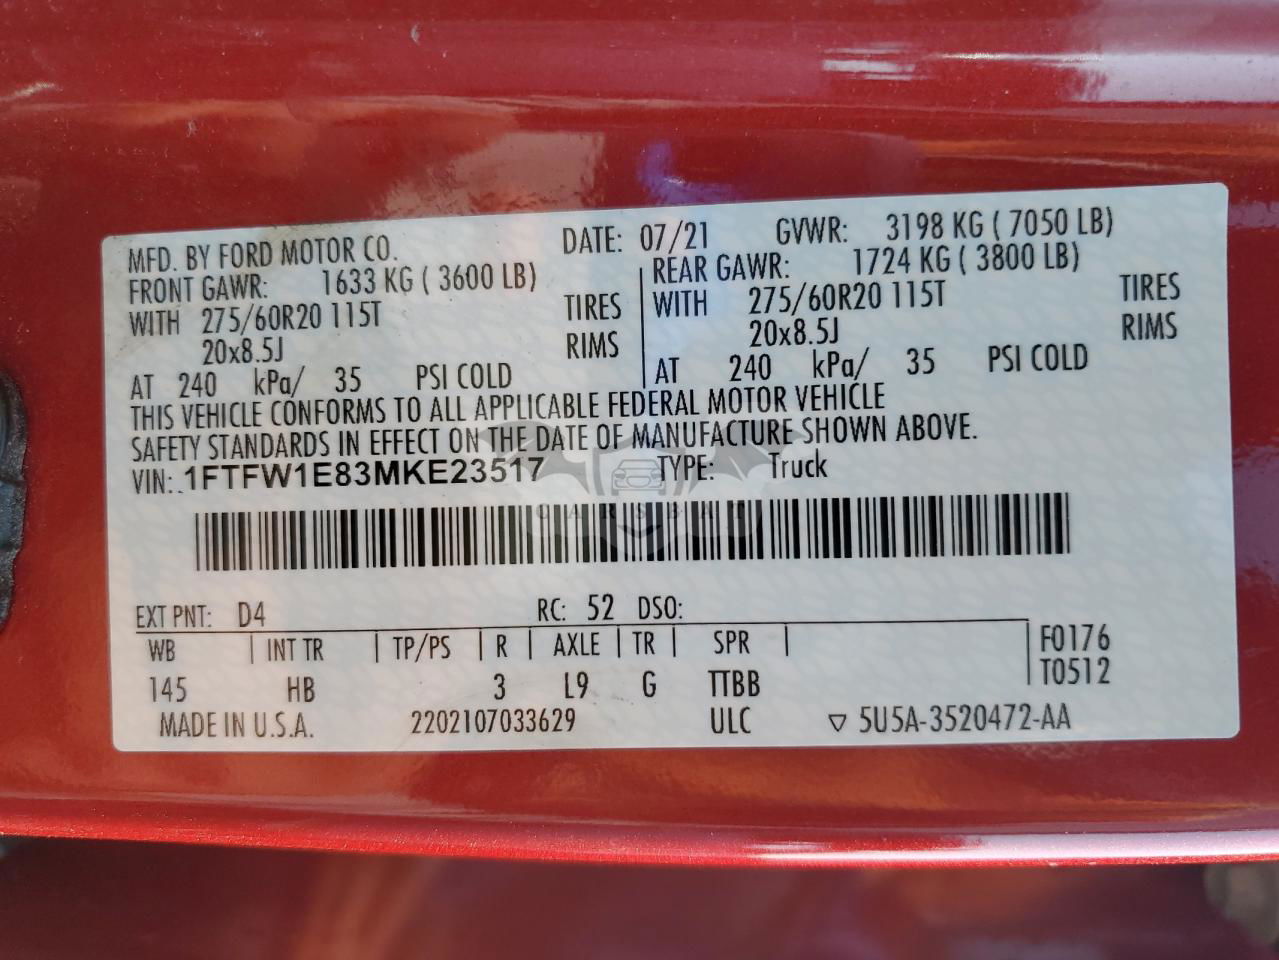 MFD. BY FORD MOTOR CO. DATE: 07/21 GVWR: 3198 KG ( 7050 LB)
FRONT GAWR: 1633 KG ( 3600 LB) REAR GAWR: 1724 KG ( 3800 LB)
WITH 275/60R20 115T TIRES WITH 275/60R20 115T TIRES
20x8.5J RIMS 20x8.5J RIMS
AT 240 kPa/ 35 PSI COLD AT 240 kPa/ 35 PSI COLD
THIS VEHICLE CONFORMS TO ALL APPLICABLE FEDERAL MOTOR VEHICLE
SAFETY STANDARDS IN EFFECT ON THE DATE OF MANUFACTURE SHOWN ABOVE.
VIN: 1FTFW1E83MKE23517 TYPE: Truck
CARSBAT
EXT PNT: D4 RC: 52 DSO:
WB INT TR TP/PS R AXLE TR SPR F0176
145 HB 3 L9 G TTBB T0512
MADE IN U.S.A. 2202107033629 ULC ▽ 5U5A-3520472-AA